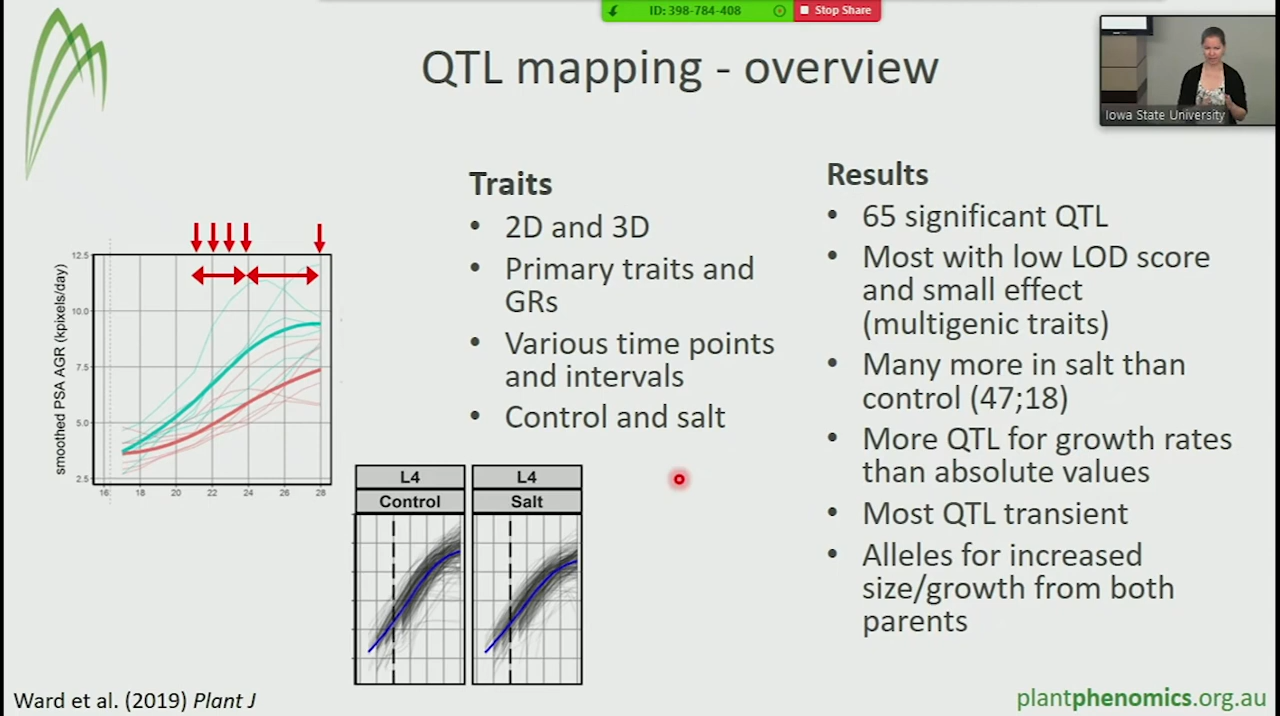 ID: 398-784-408
Stop Share
QTL mapping - overview
Iowa State University
Traits
• 2D and 3D
• Primary traits and
GRs
• Various time points
and intervals
• Control and salt
Results
• 65 significant QTL
• Most with low LOD score
and small effect
(multigenic traits)
• Many more in salt than
control (47;18)
• More QTL for growth rates
than absolute values
• Most QTL transient
• Alleles for increased
size/growth from both
parents
smoothed PSA AGR (kpixels/day)
12.5
10.0
7.5
5.0
2.5
16 18 20 22 24 26 28
L4 L4
Control Salt
Ward et al. (2019) Plant J
plantphenomics.org.au